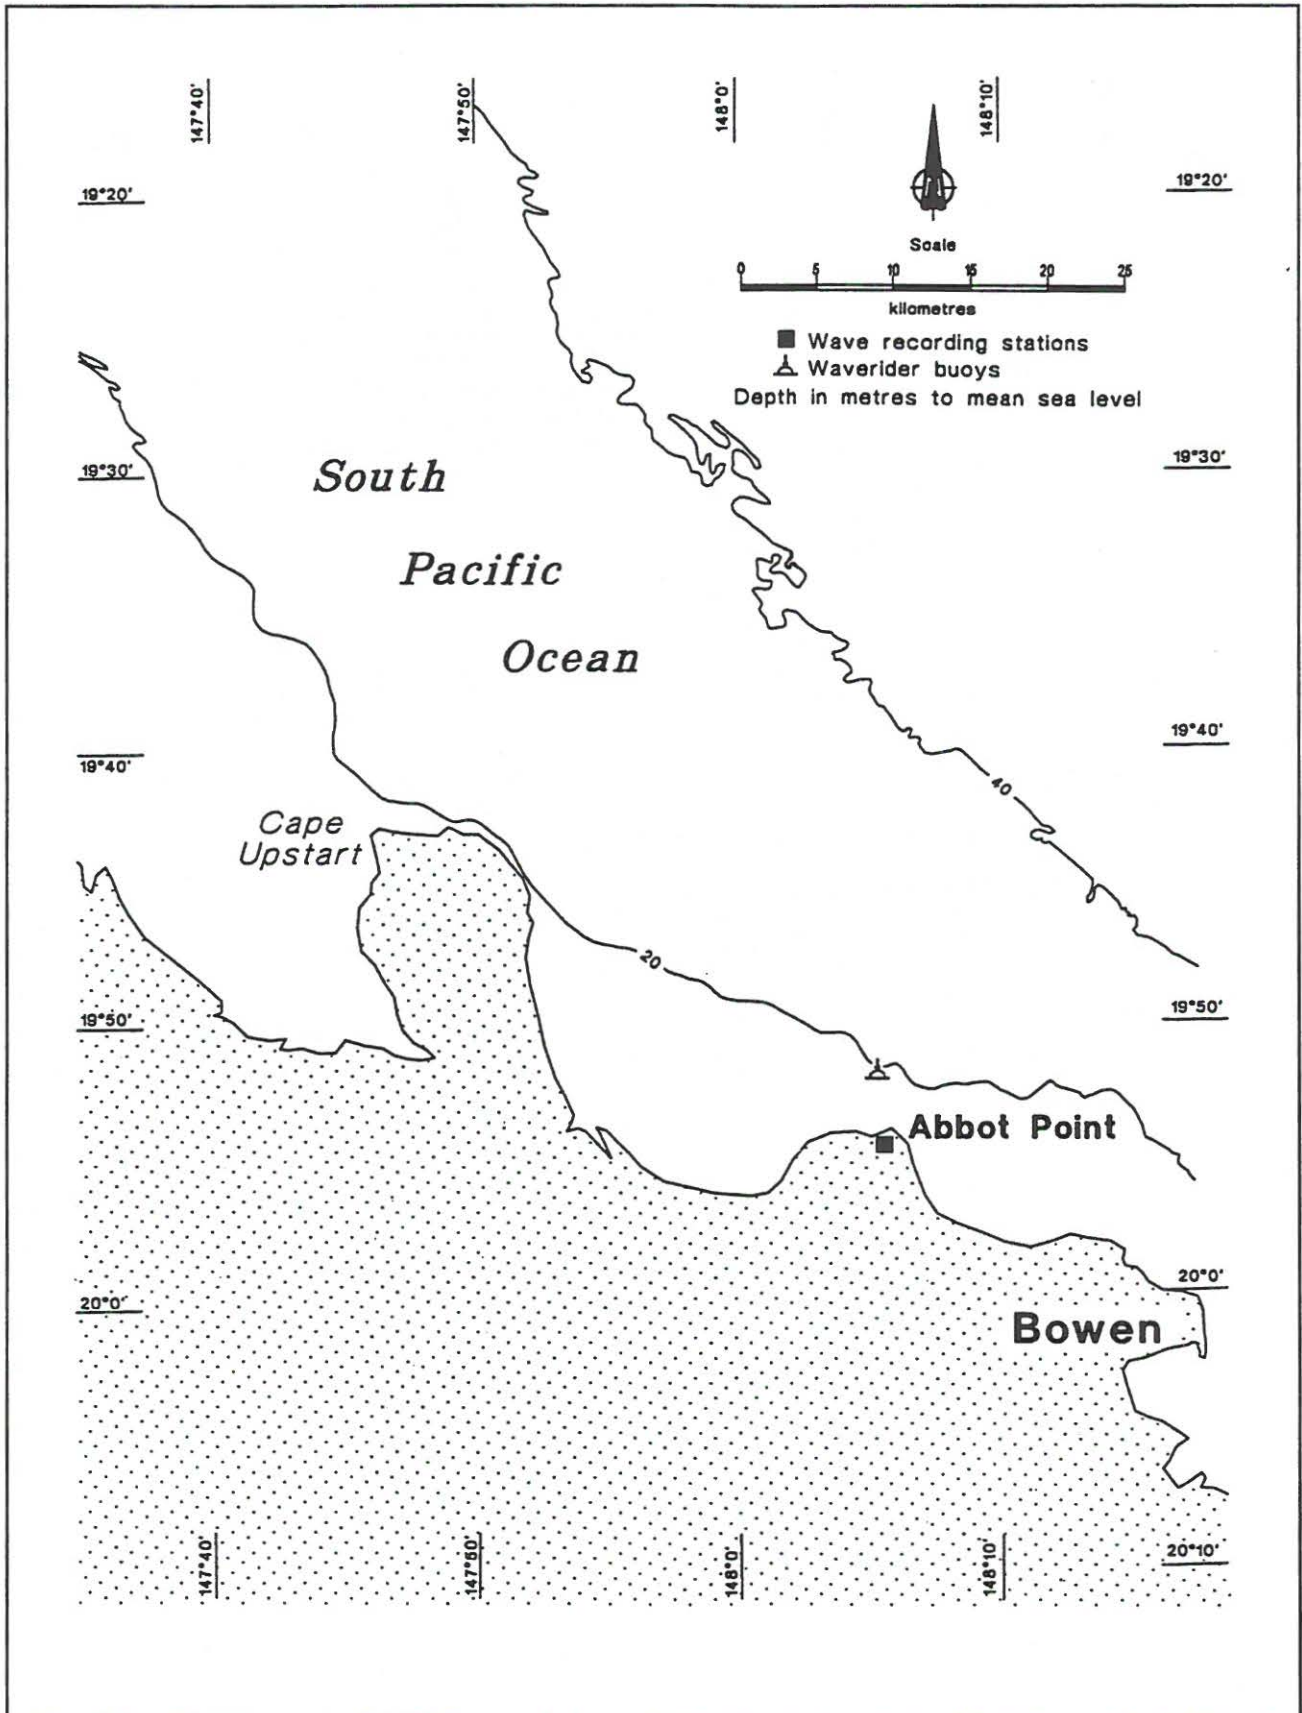 147°40'
147°50'
148°0'
148°10'
19°20'
19°20'
Scale
0 5 10 15 20 25
kilometres
Wave recording stations
Waverider buoys
Depth in metres to mean sea level
19°30'
19°30'
South
Pacific
Ocean
19°40'
19°40'
40
Cape
Upstart
20
19°50'
19°50'
Abbot Point
20°0'
20°0'
Bowen
147°40'
147°50'
148°0'
148°10'
20°10'